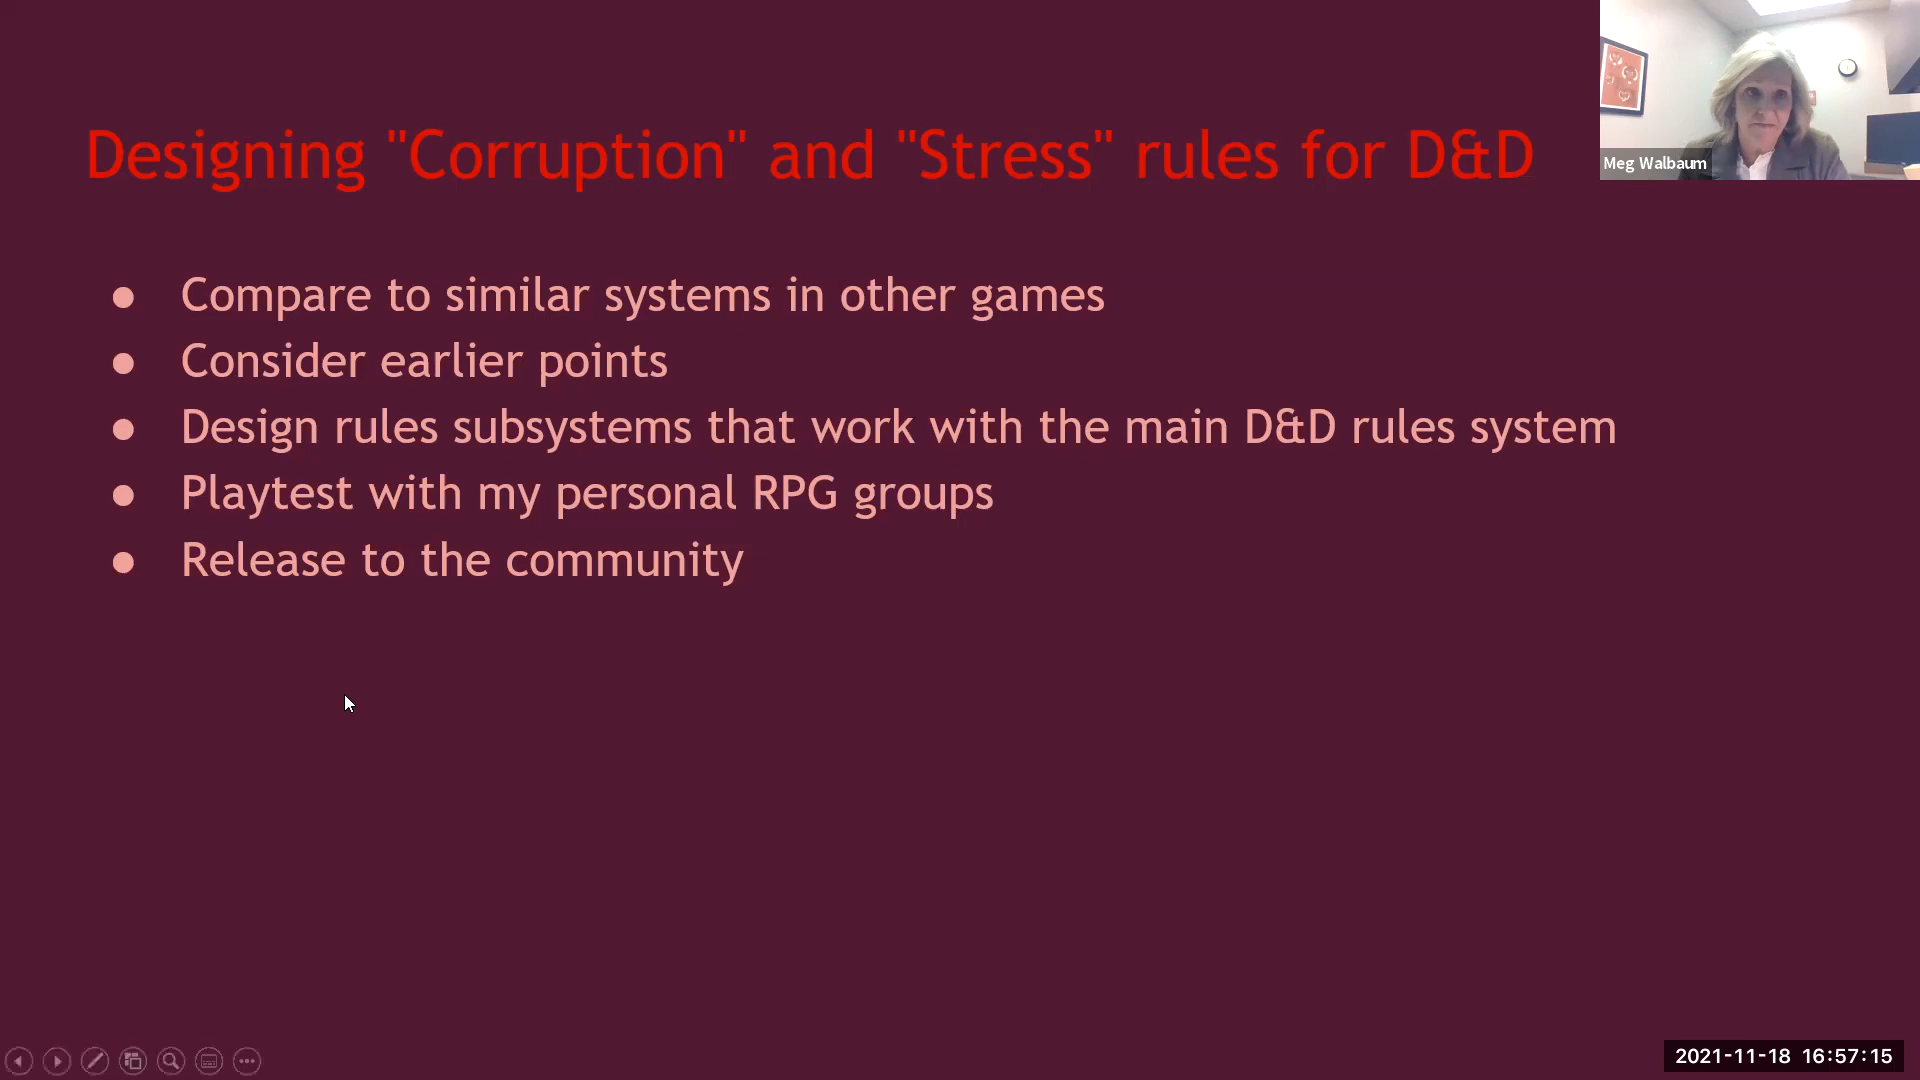 Designing "Corruption" and "Stress" rules for D&D
Meg Walbaum
● Compare to similar systems in other games
● Consider earlier points
● Design rules subsystems that work with the main D&D rules system
● Playtest with my personal RPG groups
● Release to the community
2021-11-18 16:57:15